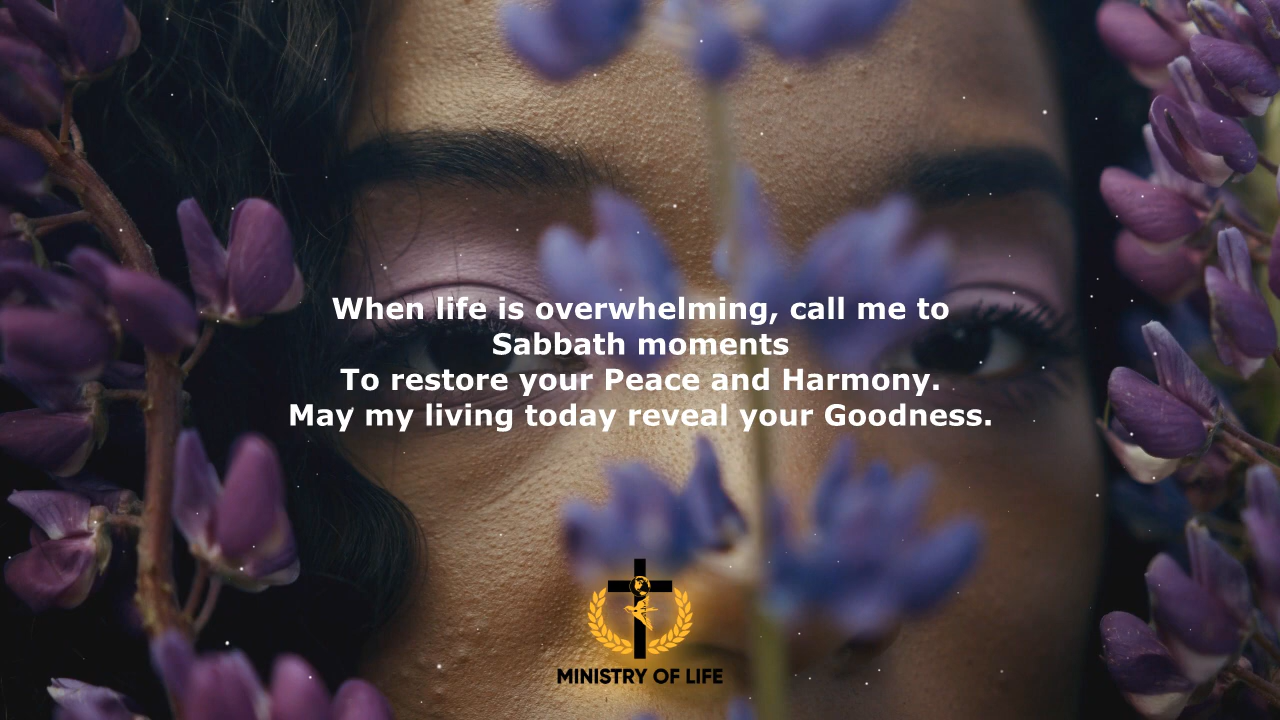 When life is overwhelming, call me to
Sabbath moments
To restore your Peace and Harmony.
May my living today reveal your Goodness.
MINISTRY OF LIFE